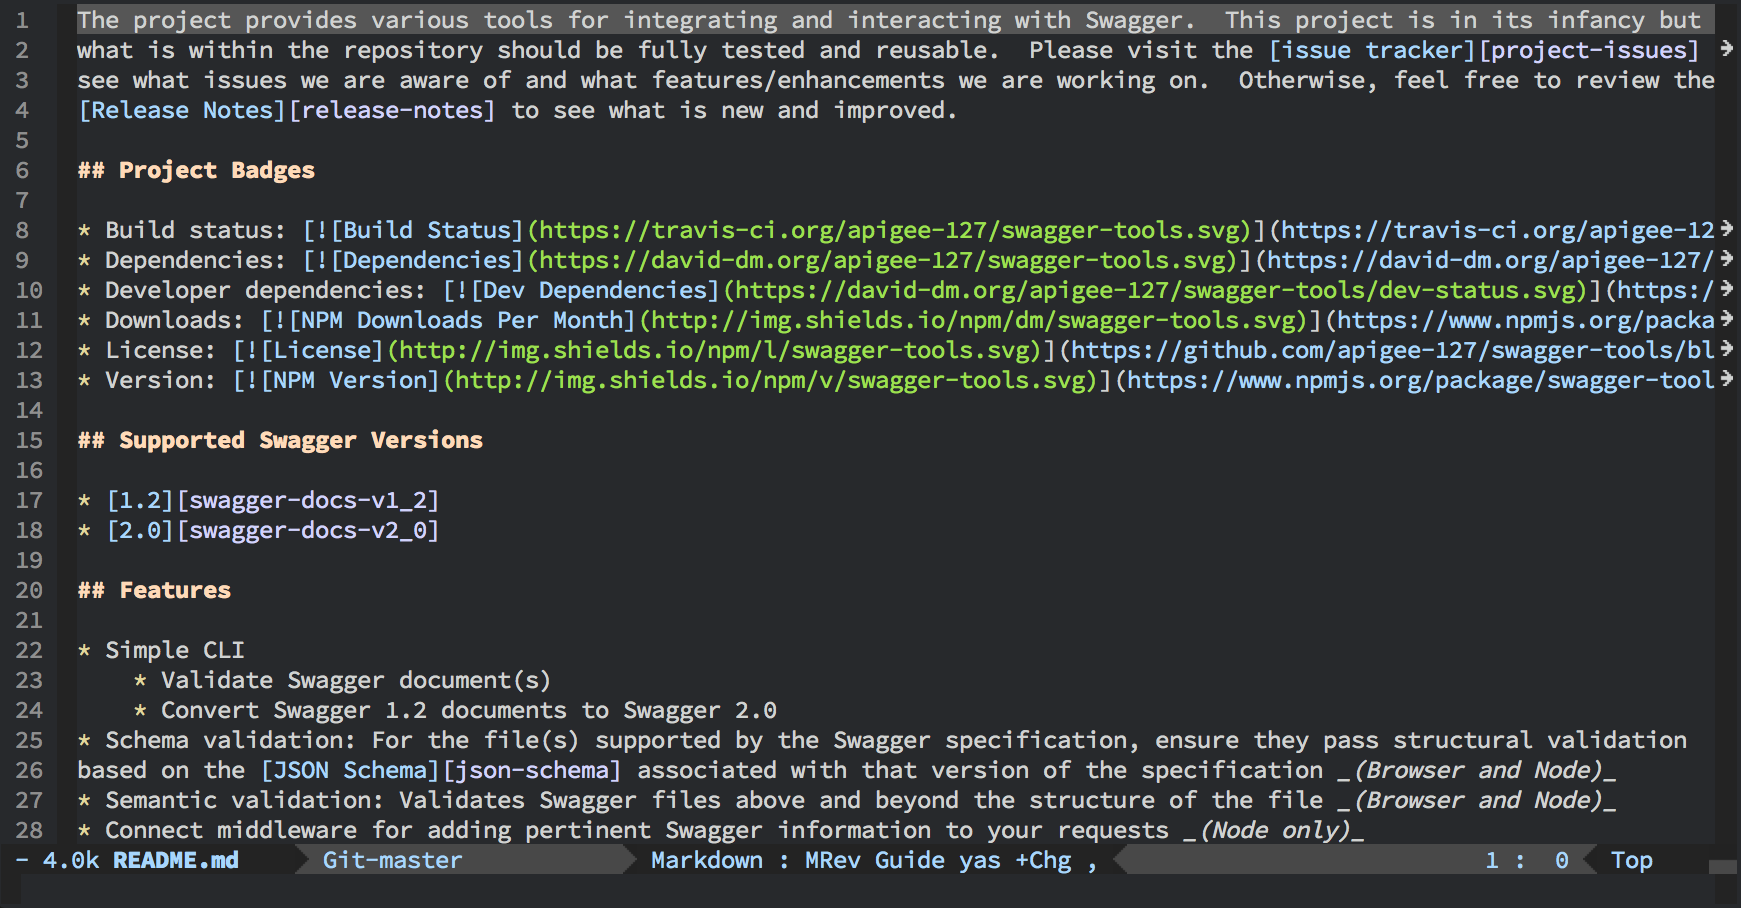 1 The project provides various tools for integrating and interacting with Swagger.  This project is in its infancy but
2 what is within the repository should be fully tested and reusable.  Please visit the [issue tracker][project-issues]
3 see what issues we are aware of and what features/enhancements we are working on.  Otherwise, feel free to review the
4 [Release Notes][release-notes] to see what is new and improved.
5
6 ## Project Badges
7
8 * Build status: [![Build Status](https://travis-ci.org/apigee-127/swagger-tools.svg)](https://travis-ci.org/apigee-12
9 * Dependencies: [![Dependencies](https://david-dm.org/apigee-127/swagger-tools.svg)](https://david-dm.org/apigee-127/
10 * Developer dependencies: [![Dev Dependencies](https://david-dm.org/apigee-127/swagger-tools/dev-status.svg)](https:/
11 * Downloads: [![NPM Downloads Per Month](http://img.shields.io/npm/dm/swagger-tools.svg)](https://www.npmjs.org/packa
12 * License: [![License](http://img.shields.io/npm/l/swagger-tools.svg)](https://github.com/apigee-127/swagger-tools/bl
13 * Version: [![NPM Version](http://img.shields.io/npm/v/swagger-tools.svg)](https://www.npmjs.org/package/swagger-tool
14
15 ## Supported Swagger Versions
16
17 * [1.2][swagger-docs-v1_2]
18 * [2.0][swagger-docs-v2_0]
19
20 ## Features
21
22 * Simple CLI
23     * Validate Swagger document(s)
24     * Convert Swagger 1.2 documents to Swagger 2.0
25 * Schema validation: For the file(s) supported by the Swagger specification, ensure they pass structural validation
26 based on the [JSON Schema][json-schema] associated with that version of the specification _(Browser and Node)_
27 * Semantic validation: Validates Swagger files above and beyond the structure of the file _(Browser and Node)_
28 * Connect middleware for adding pertinent Swagger information to your requests _(Node only)_
- 4.0k README.md Git-master Markdown : MRev Guide yas +Chg , 1 : 0 Top